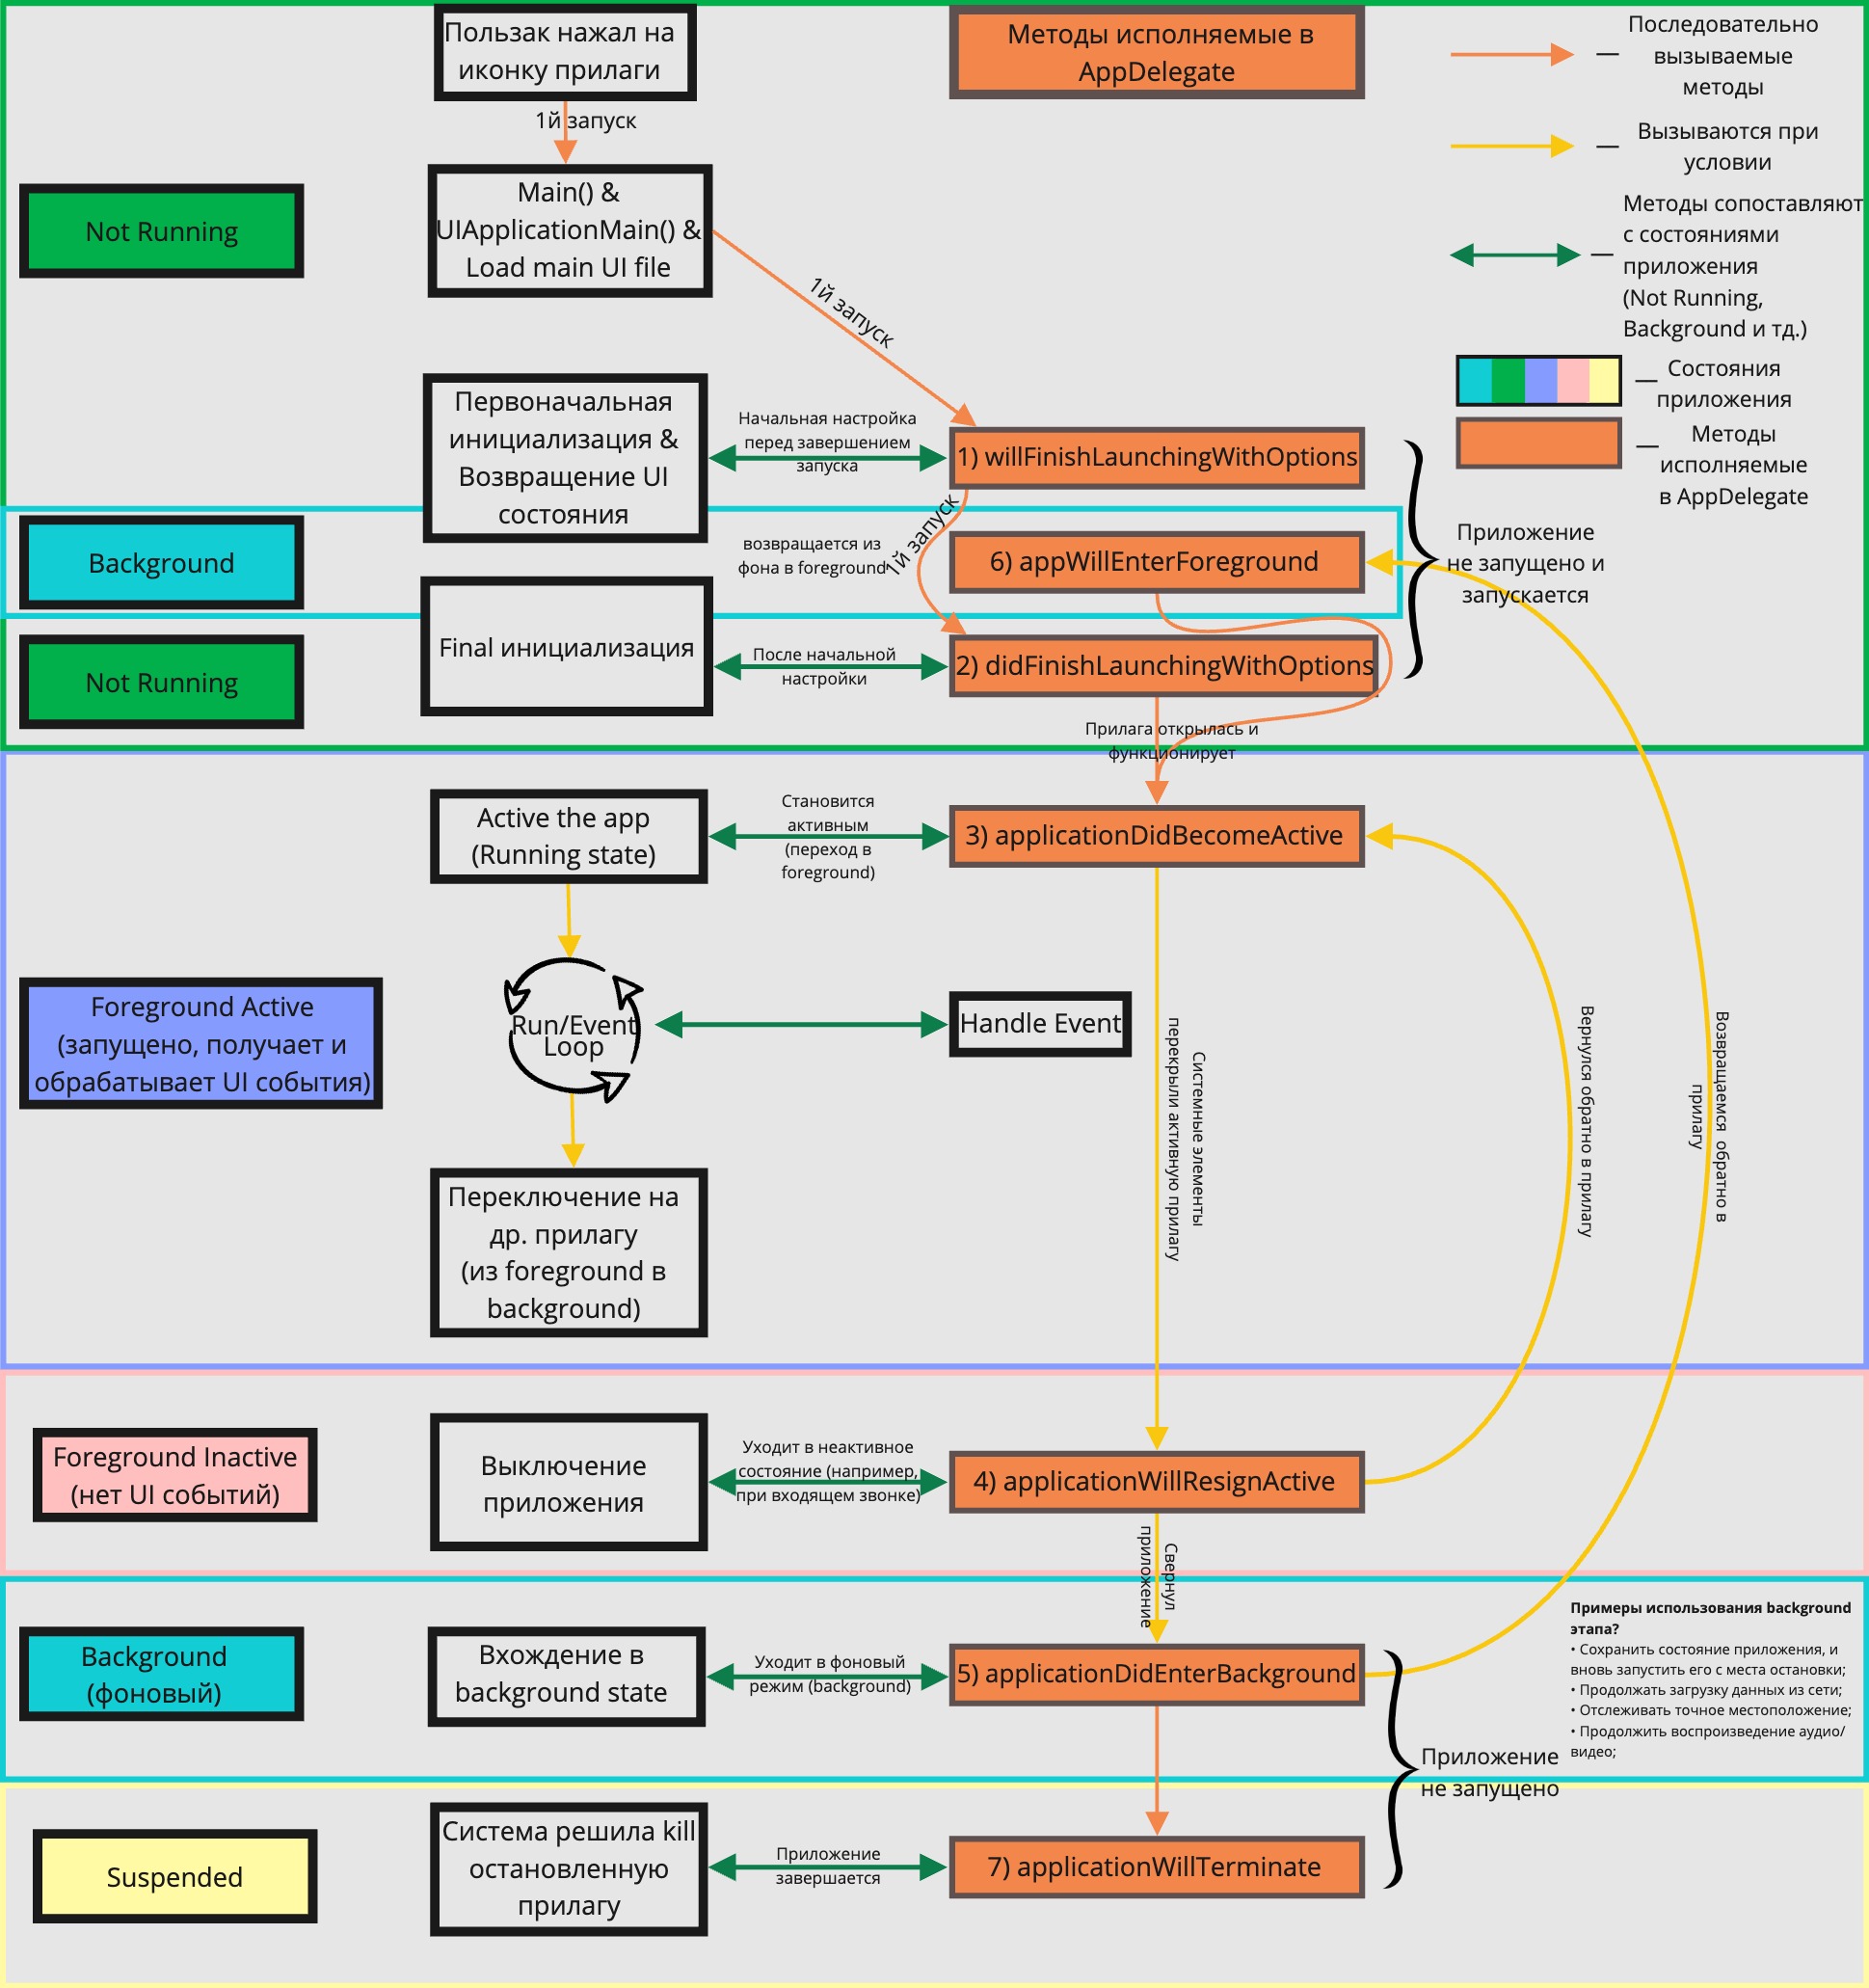 Пользак нажал на
иконку прилаги
Методы исполняемые в
AppDelegate
— Последовательно
вызываемые
методы
1й запуск
— Вызываются при
условии
Not Running
Main() &
UIApplicationMain() &
Load main UI file
1й запуск
— Методы сопоставляют
с состояниями
приложения
(Not Running,
Background и тд.)
— Состояния
приложения
— Методы
исполняемые
в AppDelegate
Первоначальная
инициализация &
Возвращение UI
состояния
Начальная настройка
перед завершением
запуска
1) willFinishLaunchingWithOptions
1й запуск
Background
возвращается из
фона в foreground
6) appWillEnterForeground
Приложение
не запущено и
запускается
Not Running
Final инициализация
После начальной
настройки
2) didFinishLaunchingWithOptions
Прилага открылась и
функционирует
Active the app
(Running state)
Становится
активным
(переход в
foreground)
3) applicationDidBecomeActive
Foreground Active
(запущено, получает и
обрабатывает UI события)
Run/Event
Loop
Handle Event
Системные элементы
перекрыли активную прилагу
Вернулся обратно в прилагу
Возвращаемся обратно в
прилагу
Переключение на
др. прилагу
(из foreground в
background)
Foreground Inactive
(нет UI событий)
Выключение
приложения
Уходит в неактивное
состояние (например,
при входящем звонке)
4) applicationWillResignActive
Свернул
приложение
Background
(фоновый)
Вхождение в
background state
Уходит в фоновый
режим (background)
5) applicationDidEnterBackground
Примеры использования background
этапа?
• Сохранить состояние приложения, и
вновь запустить его с места остановки;
• Продолжать загрузку данных из сети;
• Отслеживать точное местоположение;
• Продолжить воспроизведение аудио/
видео;
Приложение
не запущено
Suspended
Система решила kill
остановленную
прилагу
Приложение
завершается
7) applicationWillTerminate